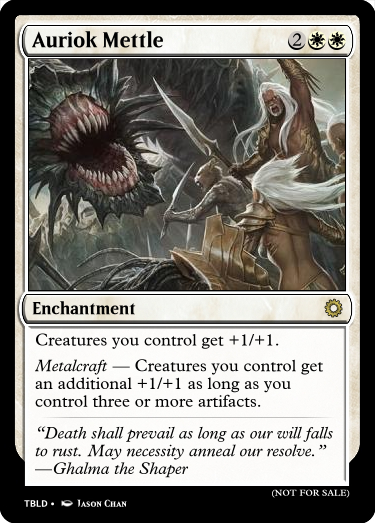 Auriok Mettle 2
Enchantment
Creatures you control get +1/+1.
Metalcraft — Creatures you control get
an additional +1/+1 as long as you
control three or more artifacts.
“Death shall prevail as long as our will falls
to rust. May necessity anneal our resolve.”
—Ghalma the Shaper
TBLD • Jason Chan
(NOT FOR SALE)